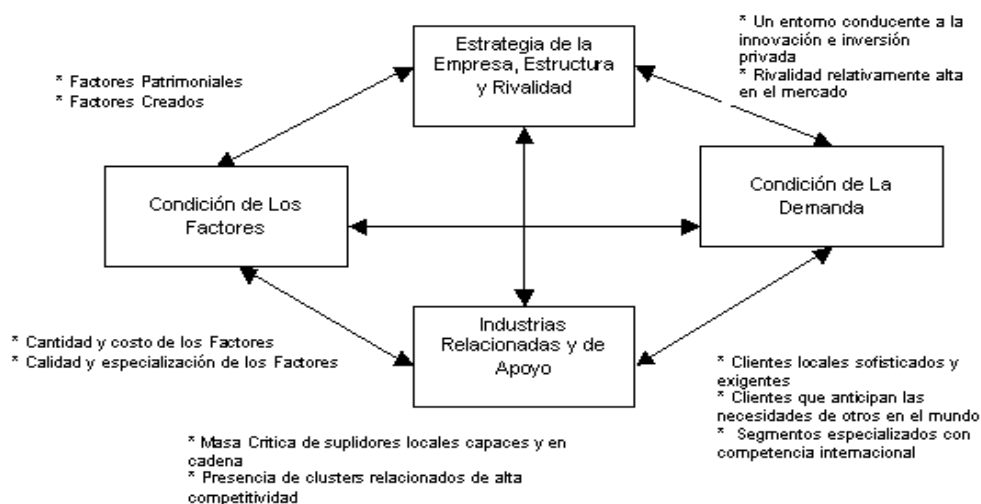 Estrategia de la
Empresa, Estructura
y Rivalidad
* Un entorno conducente a la
innovación e inversión
privada
* Rivalidad relativamente alta
en el mercado
* Factores Patrimoniales
* Factores Creados
Condición de Los
Factores
Condición de La
Demanda
Industrias
Relacionadas y de
Apoyo
* Cantidad y costo de los Factores
* Calidad y especialización de los Factores
* Clientes locales sofisticados y
exigentes
* Clientes que anticipan las
necesidades de otros en el mundo
* Segmentos especializados con
competencia internacional
* Masa Critica de suplidores locales capaces y en
cadena
* Presencia de clusters relacionados de alta
competitividad